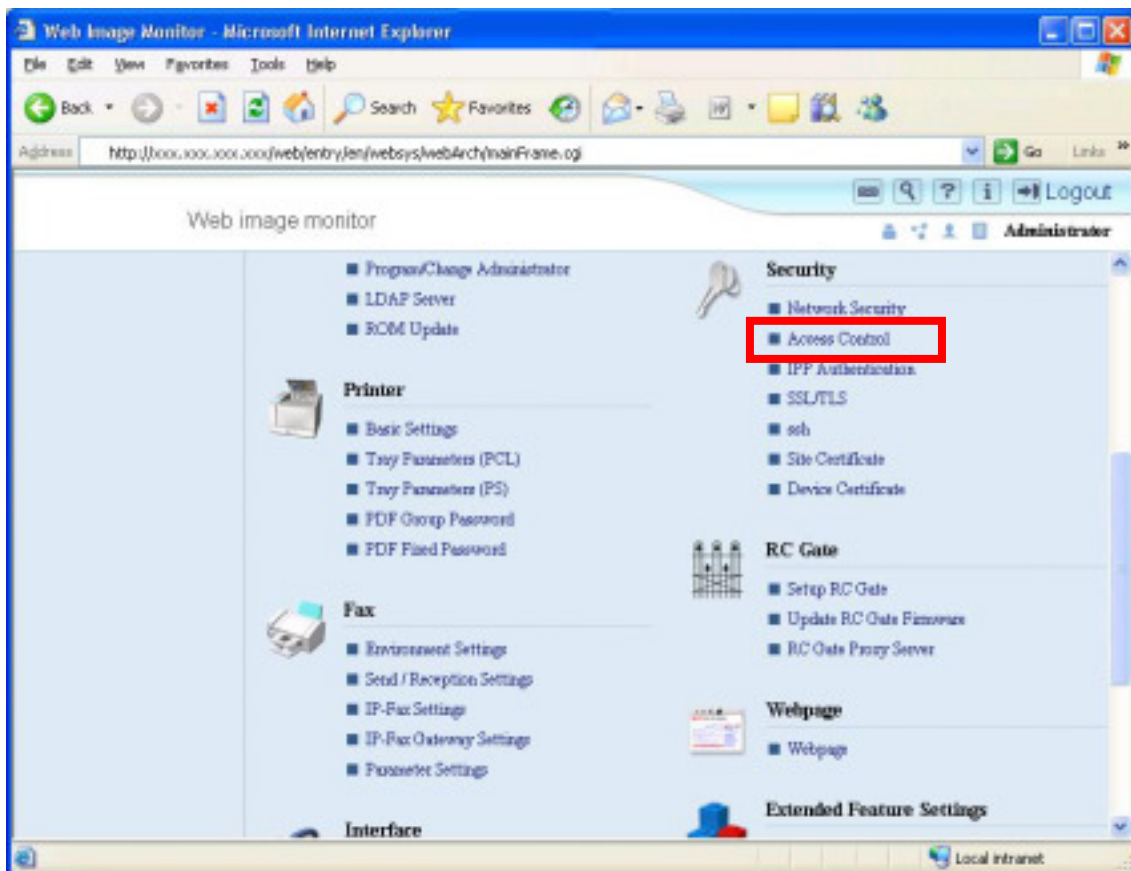 Web Image Monitor - Microsoft Internet Explorer
File Edit View Favorites Tools Help
Back Search Favorites
Address http://xxx.xxx.xxx.xxx/web/entry/en/websys/webArch/mainFrame.cgi Go Links »
Logout
Web image monitor
Administrator
Program/Change Administrator
LDAP Server
ROM Update
Printer
Basic Settings
Tray Parameters (PCL)
Tray Parameters (PS)
PDF Group Password
PDF Fixed Password
Fax
Environment Settings
Send / Reception Settings
IP-Fax Settings
IP-Fax Gateway Settings
Parameter Settings
Interface
Security
Network Security
Access Control
IPP Authentication
SSL/TLS
ssh
Site Certificate
Device Certificate
RC Gate
Setup RC Gate
Update RC Gate Firmware
RC Gate Proxy Server
Webpage
Webpage
Extended Feature Settings
Local intranet